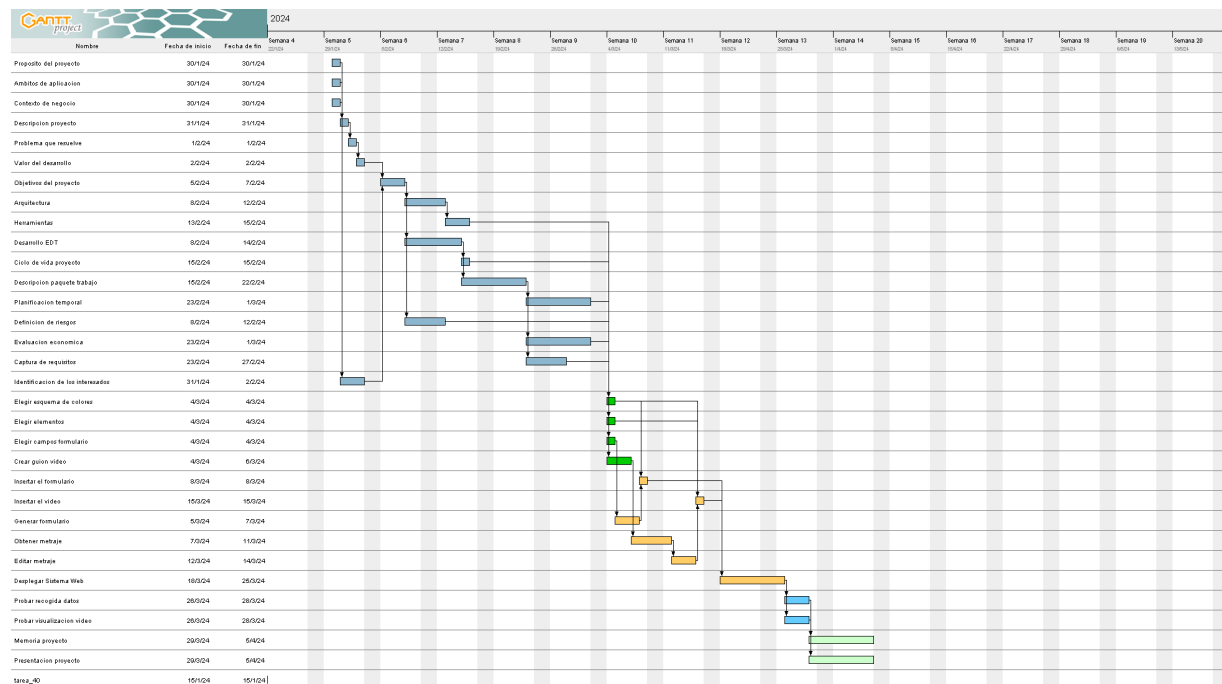 GANTT
project
2024
Nombre Fecha de inicio Fecha de fin
Semana 4 Semana 5 Semana 6 Semana 7 Semana 8 Semana 9 Semana 10 Semana 11 Semana 12 Semana 13 Semana 14 Semana 15 Semana 16 Semana 17 Semana 18 Semana 19 Semana 20
Proposito del proyecto 30/1/24 30/1/24
Ambitos de aplicacion 30/1/24 30/1/24
Contexto de negocio 30/1/24 30/1/24
Descripcion proyecto 31/1/24 31/1/24
Problema que resuelve 1/2/24 1/2/24
Valor del desarrollo 2/2/24 2/2/24
Objetivos del proyecto 5/2/24 7/2/24
Arquitectura 8/2/24 12/2/24
Herramientas 13/2/24 15/2/24
Desarrollo EDT 8/2/24 14/2/24
Ciclo de vida proyecto 15/2/24 15/2/24
Descripcion paquete trabajo 15/2/24 22/2/24
Planificacion temporal 23/2/24 1/3/24
Definicion de riesgos 8/2/24 12/2/24
Evaluacion economica 23/2/24 1/3/24
Captura de requisitos 23/2/24 27/2/24
Identificacion de los interesados 31/1/24 2/2/24
Elegir esquema de colores 4/3/24 4/3/24
Elegir elementos 4/3/24 4/3/24
Elegir campos formulario 4/3/24 4/3/24
Crear guion video 4/3/24 6/3/24
Insertar el formulario 8/3/24 8/3/24
Insertar el video 15/3/24 15/3/24
Generar formulario 5/3/24 7/3/24
Obtener metraje 7/3/24 11/3/24
Editar metraje 12/3/24 14/3/24
Desplegar Sistema Web 18/3/24 25/3/24
Probar recogida datos 26/3/24 28/3/24
Probar visualizacion video 26/3/24 28/3/24
Memoria proyecto 29/3/24 5/4/24
Presentacion proyecto 29/3/24 5/4/24
tarea_40 15/1/24 15/1/24